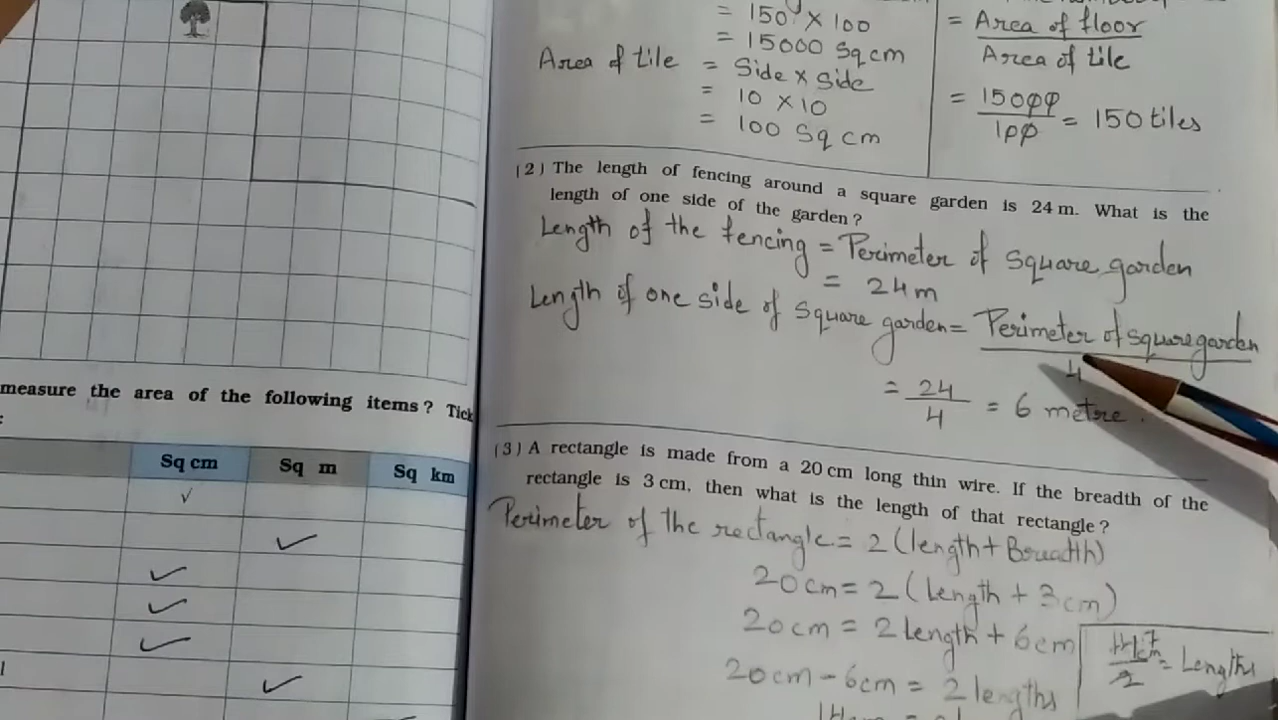 measure the area of the following items? Tick
:
Sq cm Sq m Sq km
= 150 × 100
= 15000 Sq cm
Area of tile = Side × Side
= 10 × 10
= 100 Sq cm
= Area of floor
Area of tile
= 15000
100
= 150 tiles
(2) The length of fencing around a square garden is 24 m. What is the
length of one side of the garden?
Length of the fencing = Perimeter of square garden
= 24 m
Length of one side of square garden = Perimeter of square garden
4
= 24
4
= 6 metre.
(3) A rectangle is made from a 20 cm long thin wire. If the breadth of the
rectangle is 3 cm, then what is the length of that rectangle?
Perimeter of the rectangle = 2 (length + Breadth)
20 cm = 2 (Length + 3 cm)
20 cm = 2 Length + 6 cm
20 cm - 6 cm = 2 lengths
= Lengths
2